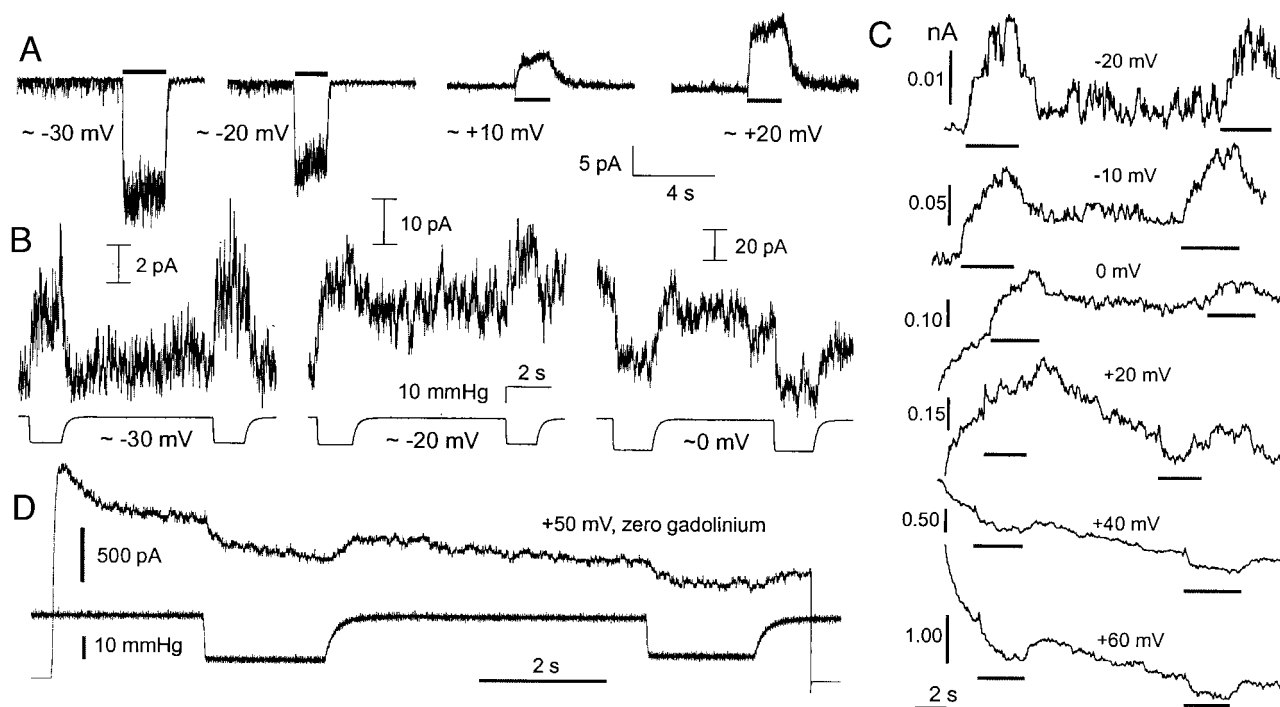 A
~ -30 mV
~ -20 mV
~ +10 mV
~ +20 mV
5 pA
4 s
B
2 pA
10 pA
20 pA
10 mmHg
2 s
~ -30 mV
~ -20 mV
~0 mV
C
nA
0.01
-20 mV
0.05
-10 mV
0.10
0 mV
0.15
+20 mV
0.50
+40 mV
1.00
+60 mV
2 s
D
500 pA
+50 mV, zero gadolinium
10 mmHg
2 s